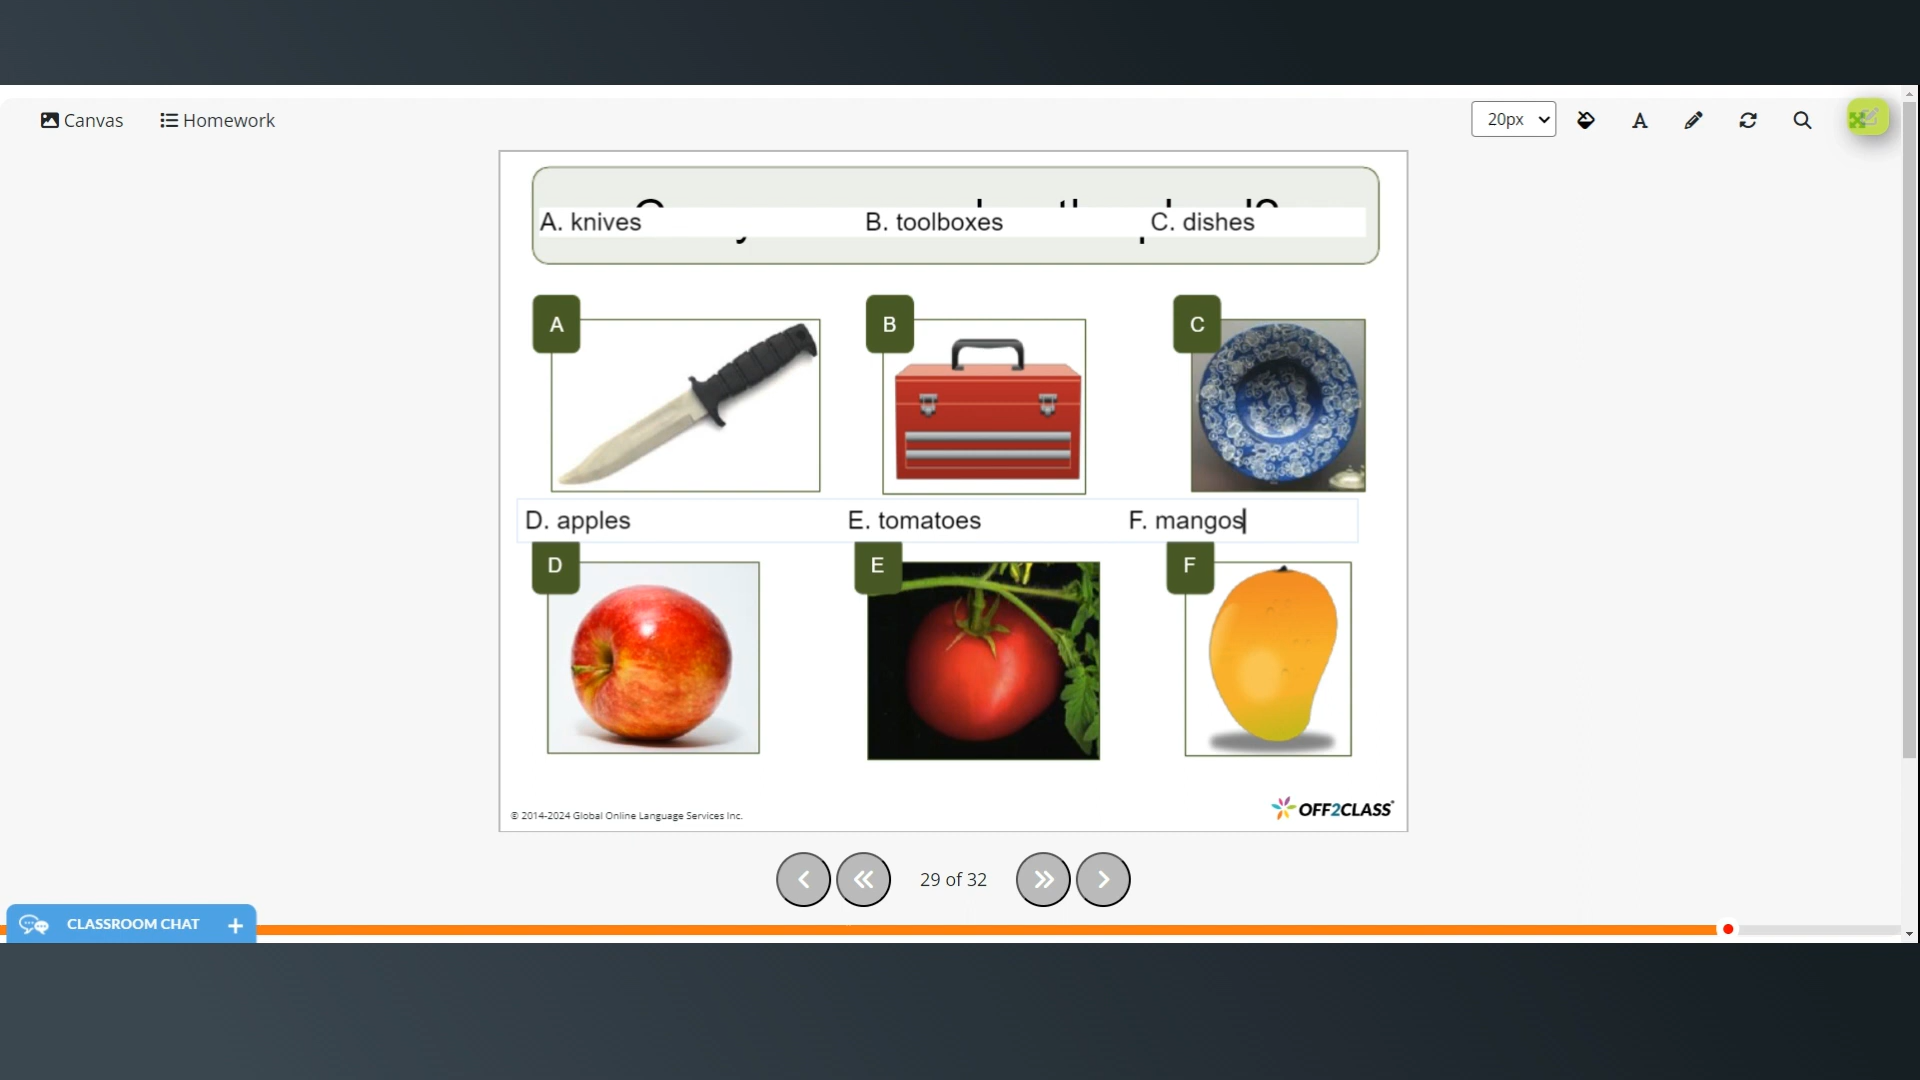 Canvas
Homework
20px
A
A. knives B. toolboxes C. dishes
A
B
C
D. apples E. tomatoes F. mangos
D
E
F
© 2014-2024 Global Online Language Services Inc.
OFF2CLASS
29 of 32
CLASSROOM CHAT +